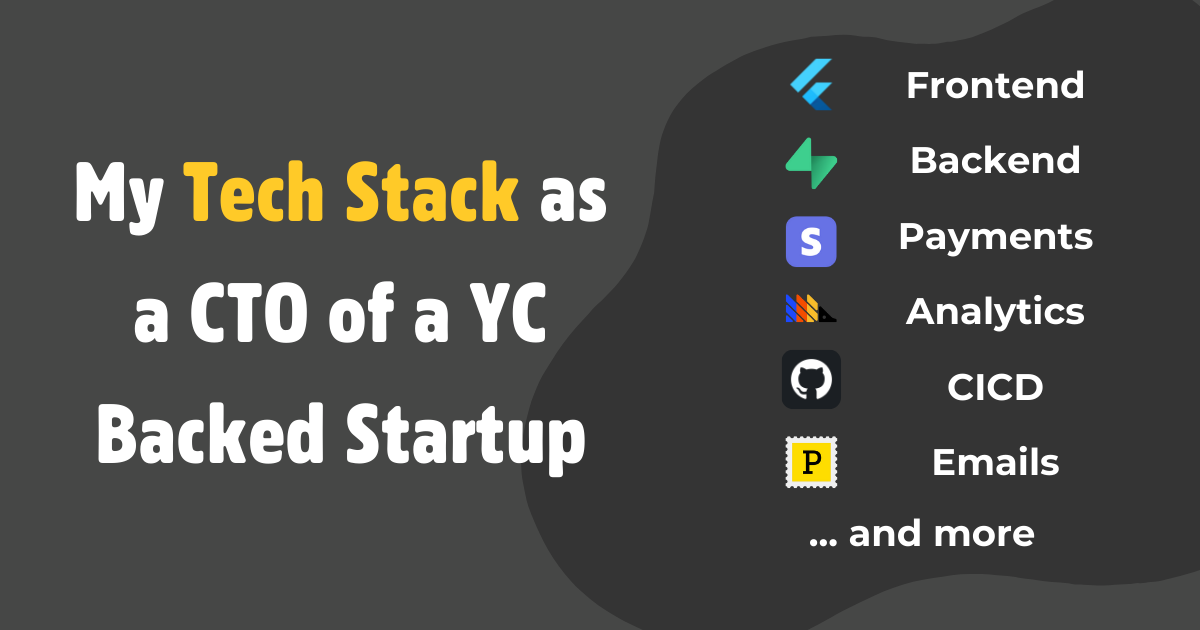 My Tech Stack as
a CTO of a YC
Backed Startup
Frontend
Backend
S Payments
Analytics
CICD
P Emails
... and more